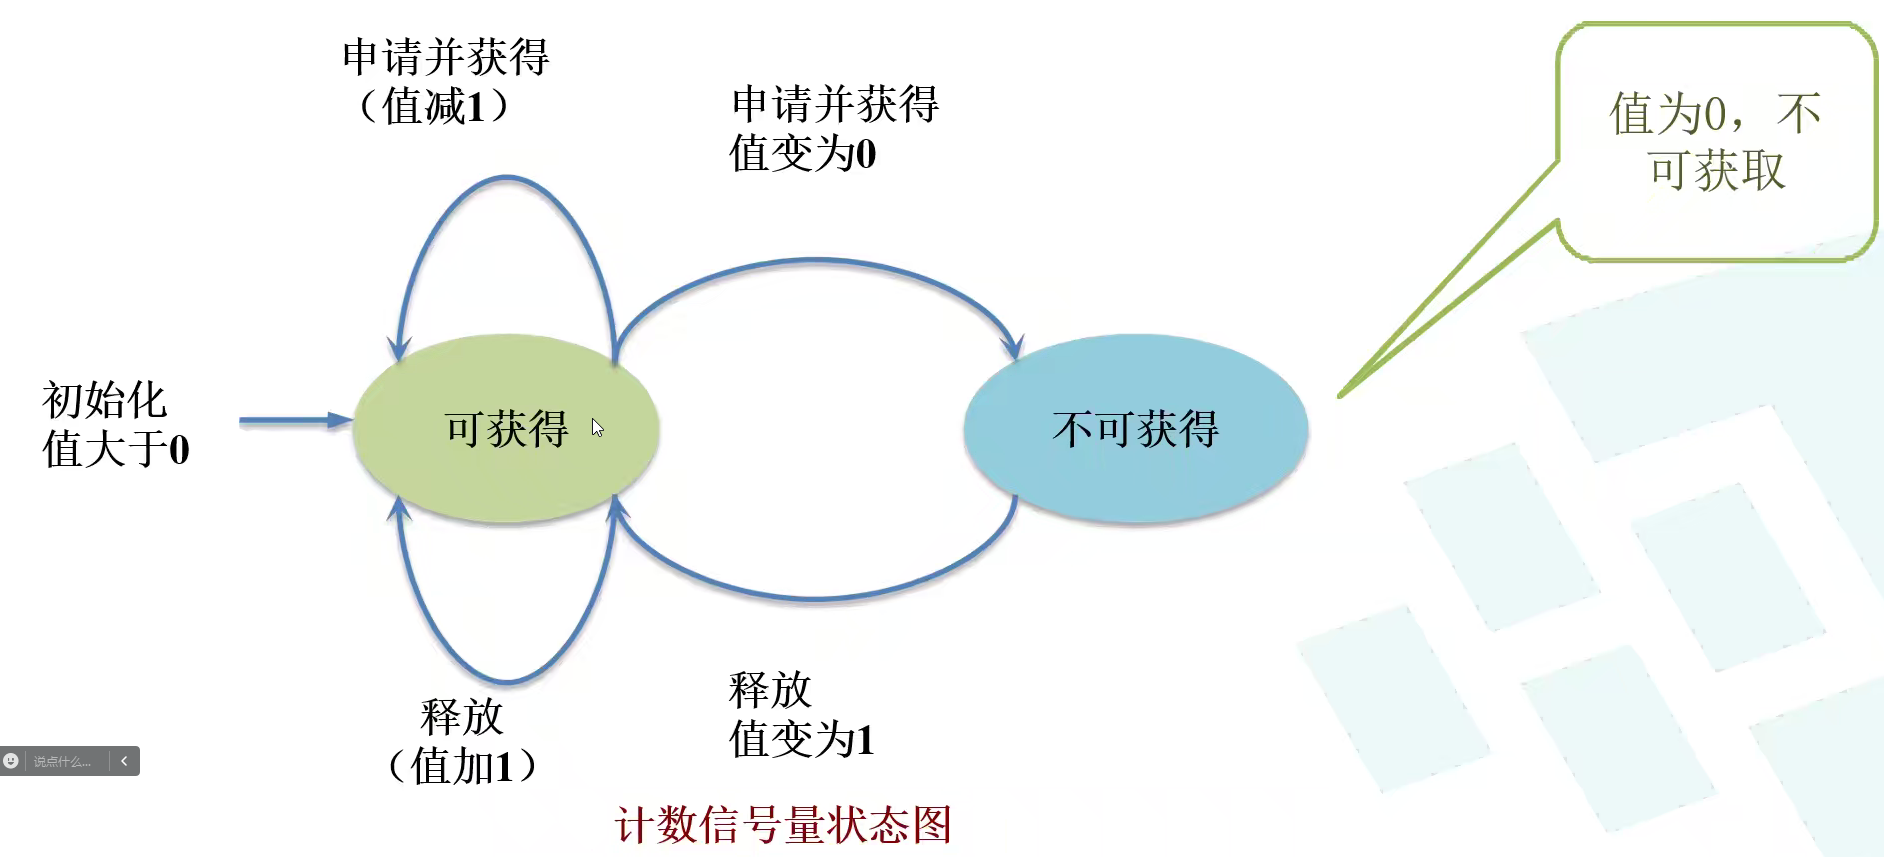 申请并获得
（值减1）
申请并获得
值变为0
值为0，不
可获取
初始化
值大于0
可获得
不可获得
释放
（值加1）
释放
值变为1
说点什么...
计数信号量状态图